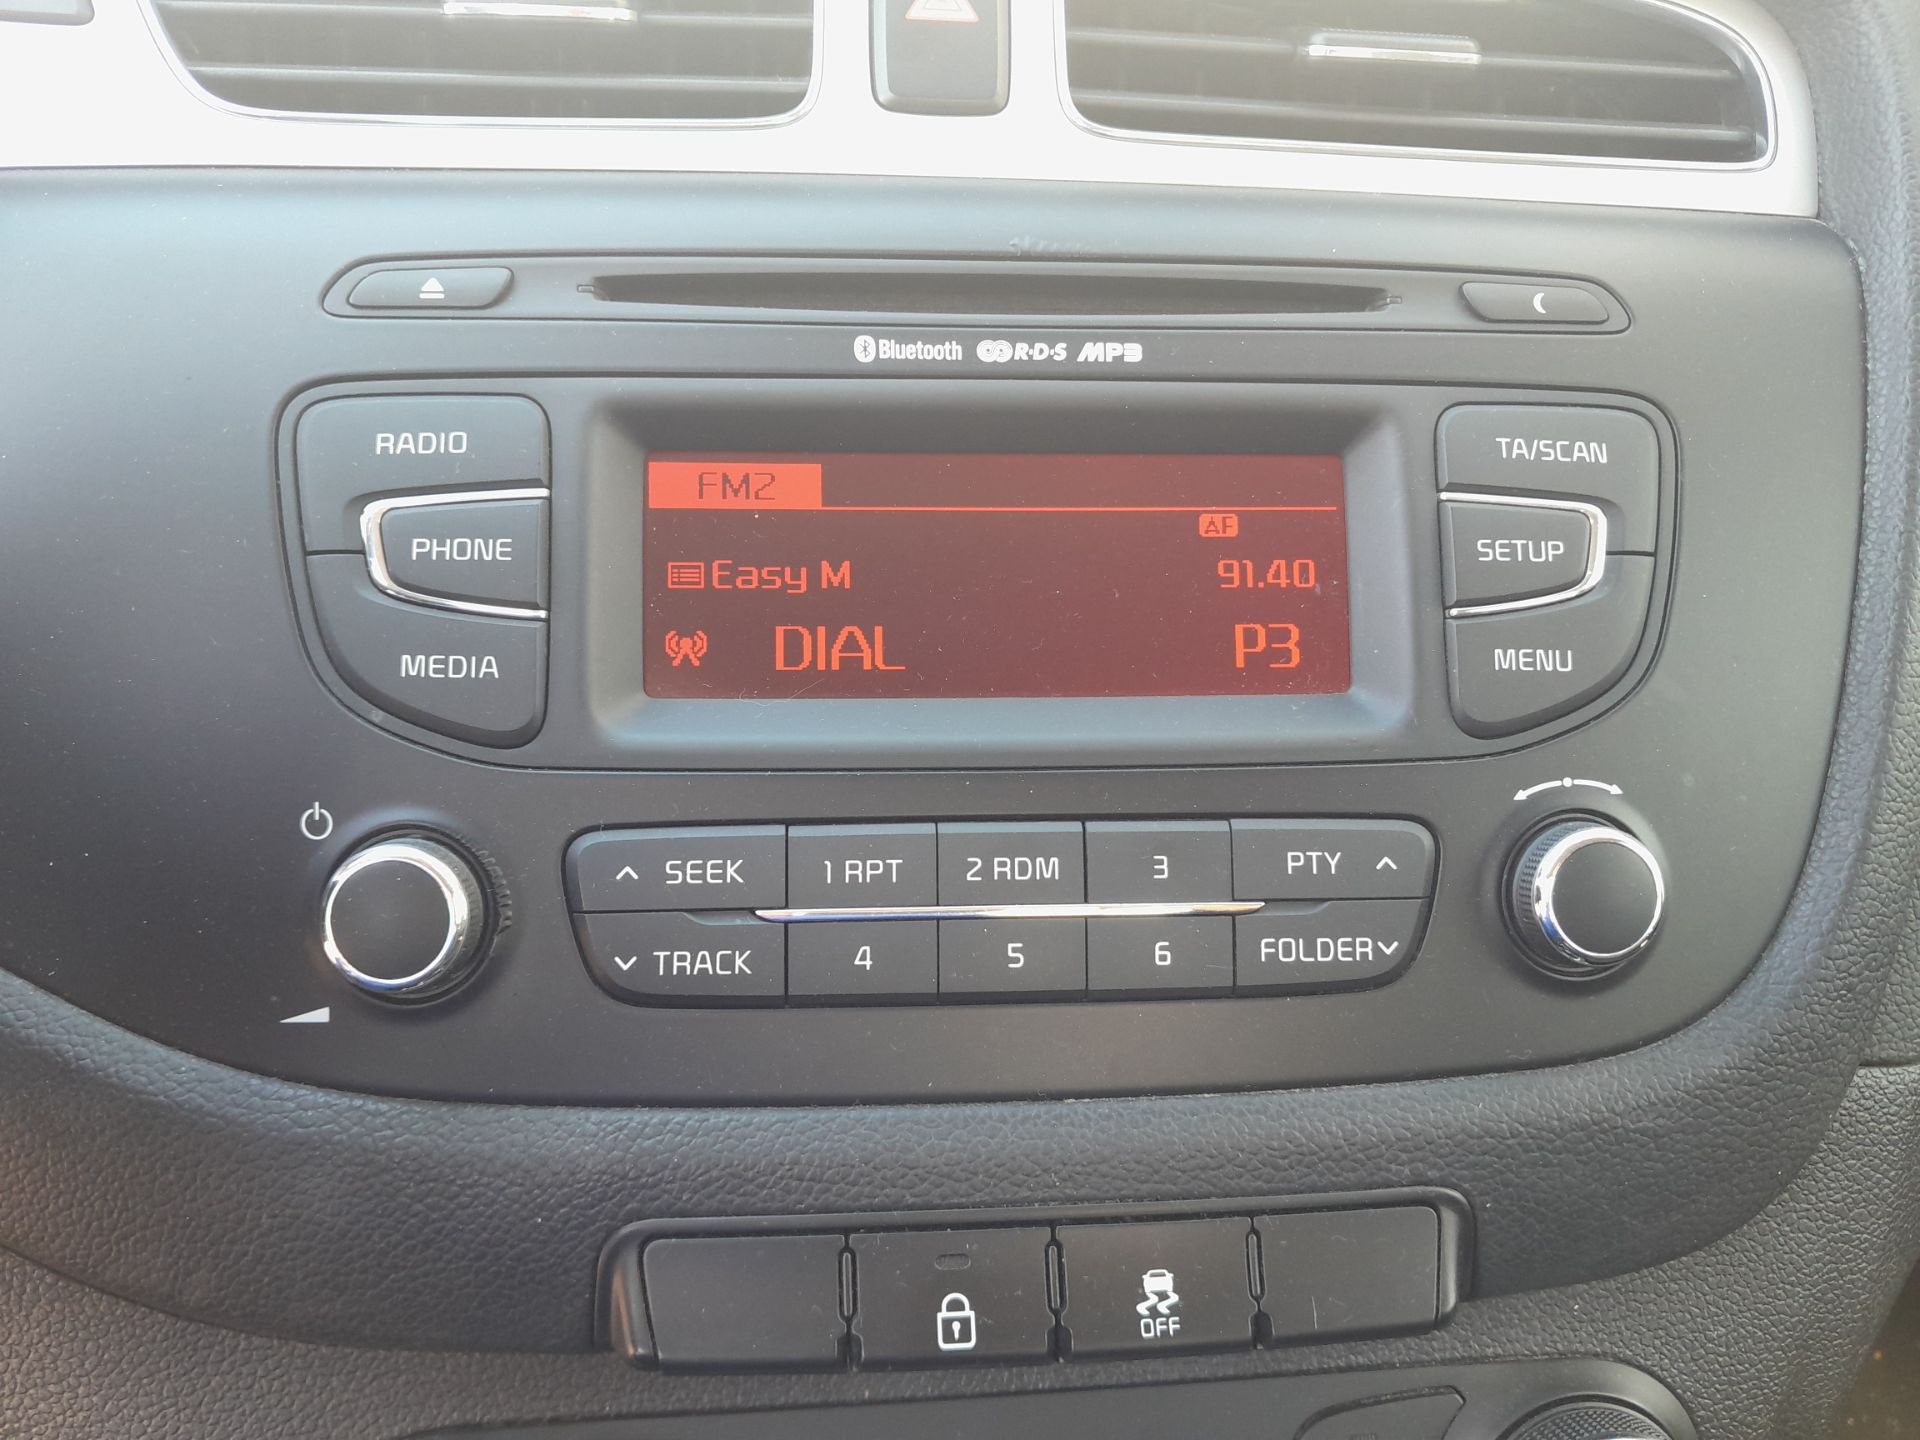 Bluetooth R·D·S MP3
RADIO
PHONE
MEDIA
FM2
AF
Easy M 91.40
DIAL P3
TA/SCAN
SETUP
MENU
SEEK 1 RPT 2 RDM 3 PTY
TRACK 4 5 6 FOLDER
OFF